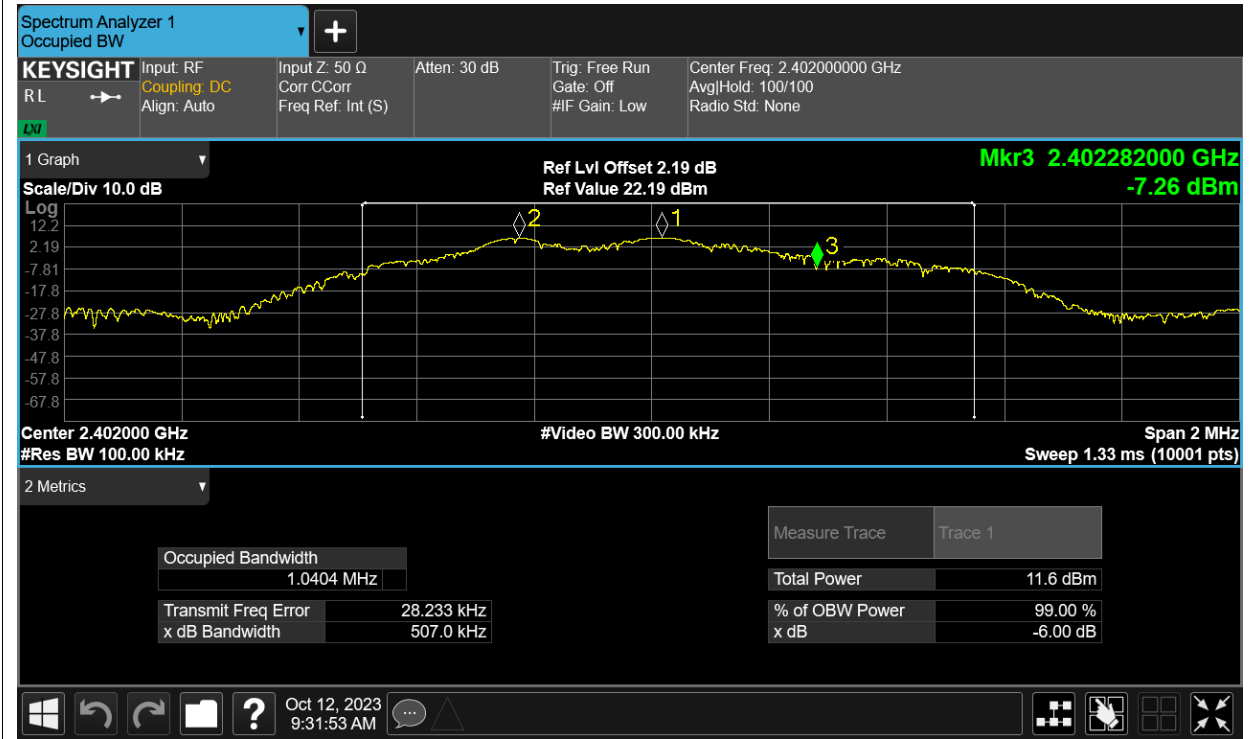 Spectrum Analyzer 1
Occupied BW
+
KEYSIGHT
R L
LXI
Input: RF
Coupling: DC
Align: Auto
Input Z: 50 Ω
Corr CCorr
Freq Ref: Int (S)
Atten: 30 dB
Trig: Free Run
Gate: Off
#IF Gain: Low
Center Freq: 2.402000000 GHz
Avg|Hold: 100/100
Radio Std: None
1 Graph
Scale/Div 10.0 dB
Ref Lvl Offset 2.19 dB
Ref Value 22.19 dBm
Mkr3 2.402282000 GHz
-7.26 dBm
Log
12.2
2.19
-7.81
-17.8
-27.8
-37.8
-47.8
-57.8
-67.8
2
1
3
Center 2.402000 GHz
#Res BW 100.00 kHz
#Video BW 300.00 kHz
Span 2 MHz
Sweep 1.33 ms (10001 pts)
2 Metrics
Occupied Bandwidth
1.0404 MHz
Transmit Freq Error 28.233 kHz
x dB Bandwidth 507.0 kHz
Measure Trace Trace 1
Total Power 11.6 dBm
% of OBW Power 99.00 %
x dB -6.00 dB
?
Oct 12, 2023
9:31:53 AM